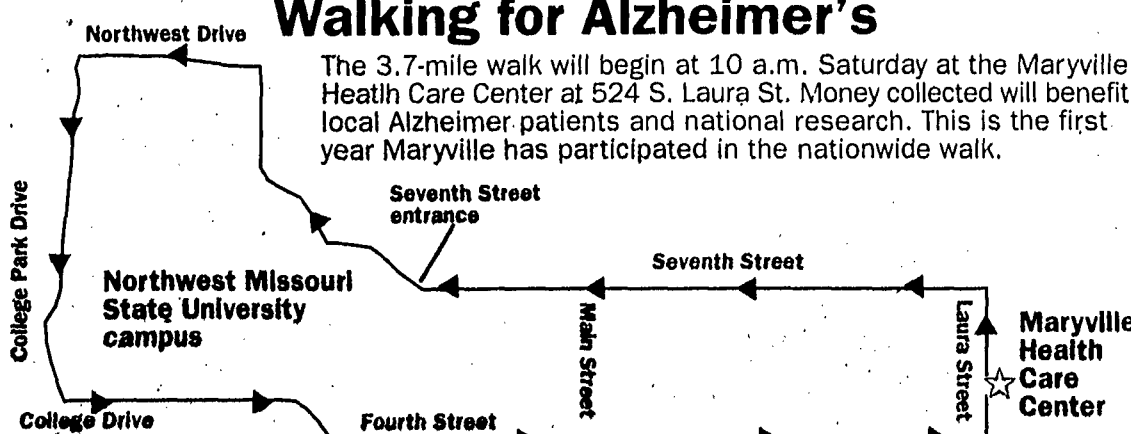 Walking for Alzheimer's
Northwest Drive
The 3.7-mile walk will begin at 10 a.m. Saturday at the Maryville
Heatlh Care Center at 524 S. Laura St. Money collected will benefit
local Alzheimer patients and national research. This is the first
year Maryville has participated in the nationwide walk.
Seventh Street
entrance
College Park Drive
Seventh Street
Northwest Missouri
State University
campus
Main Street
Laura Street
Maryville
Health
Care
Center
College Drive
Fourth Street